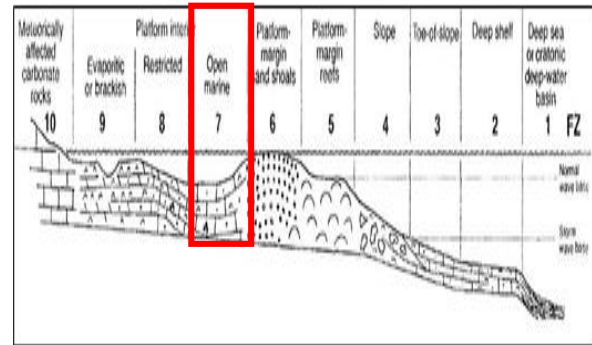 Meteorically
affected
carbonate
rocks
10
Platform interior
Evaporitic
or brackish
9
Restricted
8
Open
marine
7
Platform-
margin
and shoals
6
Platform-
margin
reefs
5
Slope
4
Toe-of-slope
3
Deep shelf
2
Deep sea
or cratonic
deep-water
basin
1 FZ
Normal
wave base
Storm
wave base